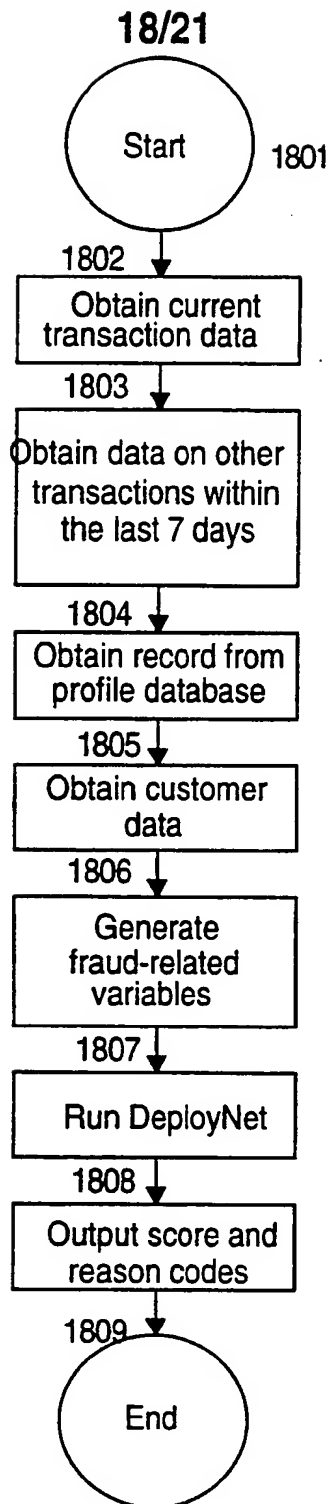 18/21
Start
1801
1802
Obtain current
transaction data
1803
Obtain data on other
transactions within
the last 7 days
1804
Obtain record from
profile database
1805
Obtain customer
data
1806
Generate
fraud-related
variables
1807
Run DeployNet
1808
Output score and
reason codes
1809
End